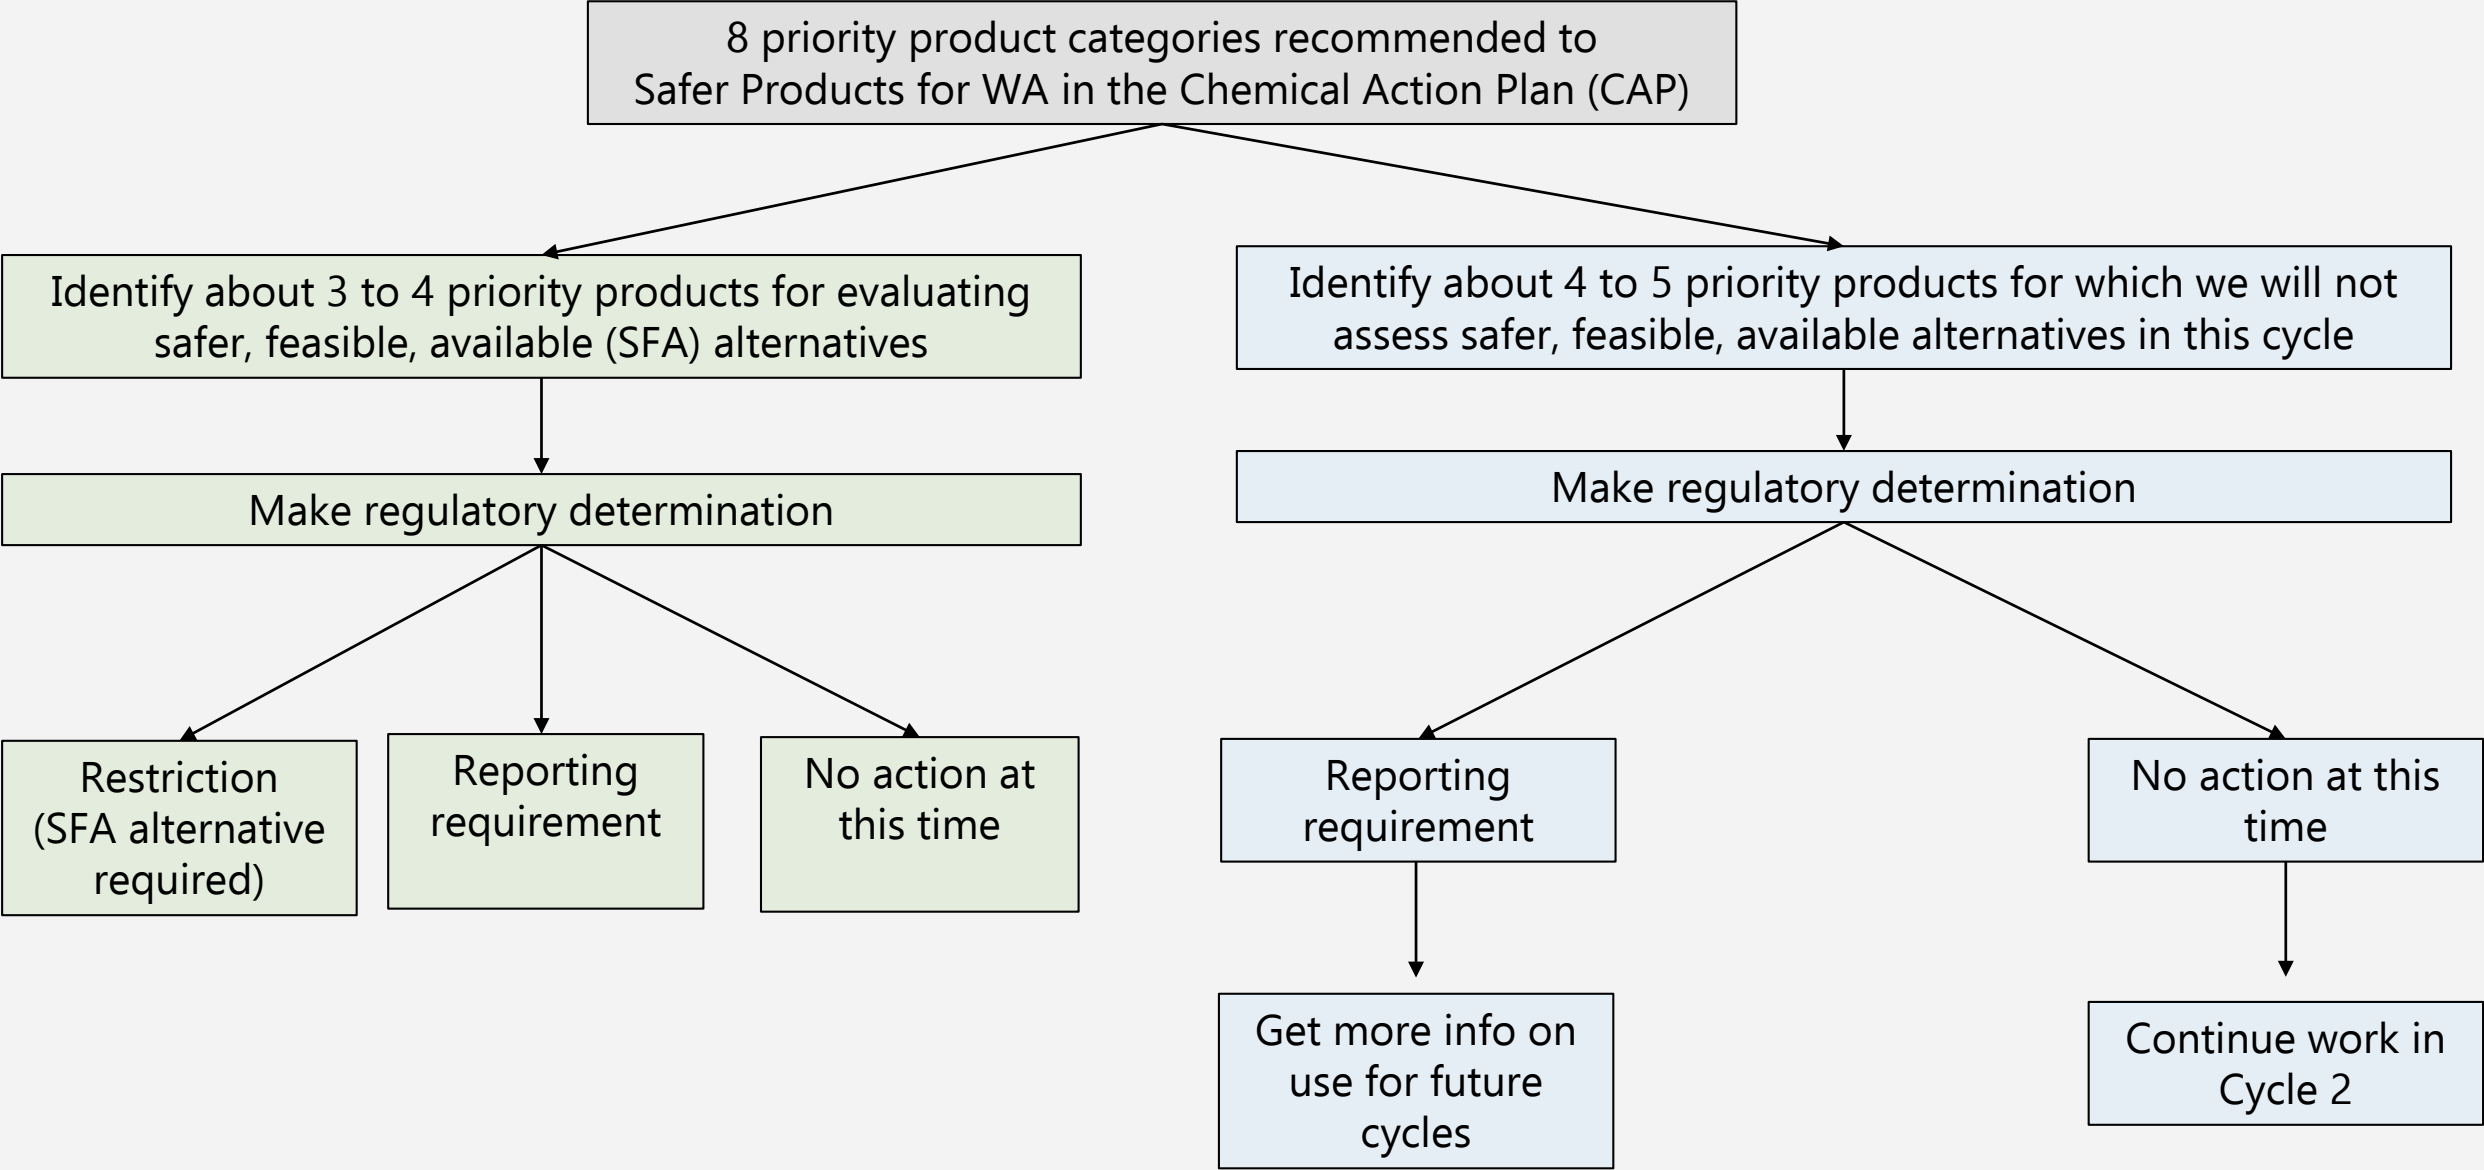 8 priority product categories recommended to
Safer Products for WA in the Chemical Action Plan (CAP)
Identify about 3 to 4 priority products for evaluating
safer, feasible, available (SFA) alternatives
Identify about 4 to 5 priority products for which we will not
assess safer, feasible, available alternatives in this cycle
Make regulatory determination
Make regulatory determination
Restriction
(SFA alternative
required)
Reporting
requirement
No action at
this time
Reporting
requirement
No action at this
time
Get more info on
use for future
cycles
Continue work in
Cycle 2